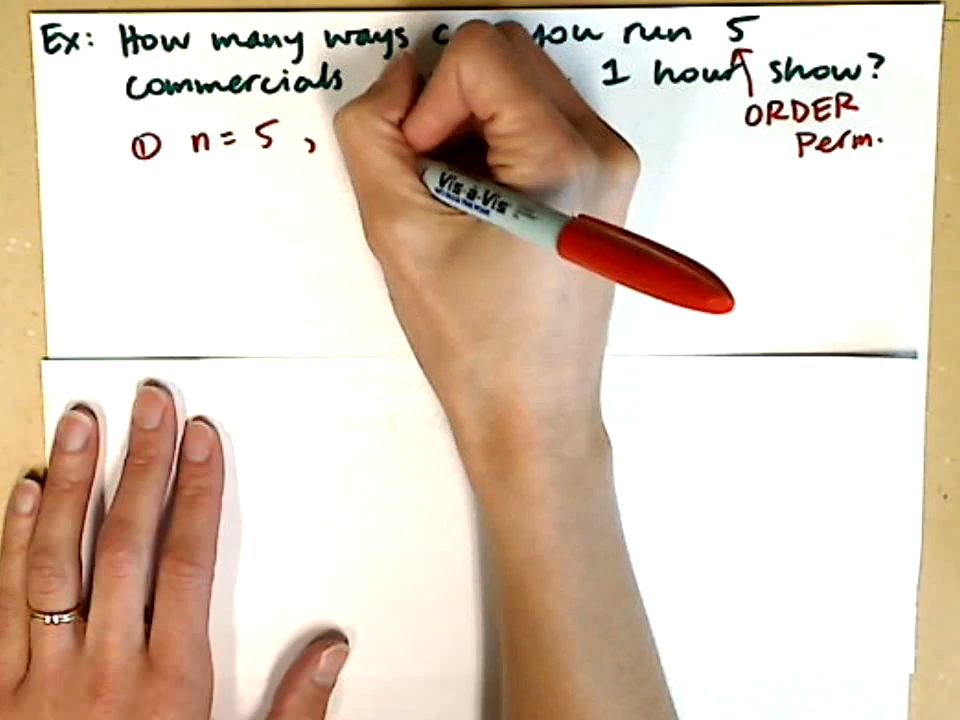 Ex: How many ways you run 5
commercials 1 hour show?
ORDER
Perm.
① n = 5 ,
Vis-à-Vis